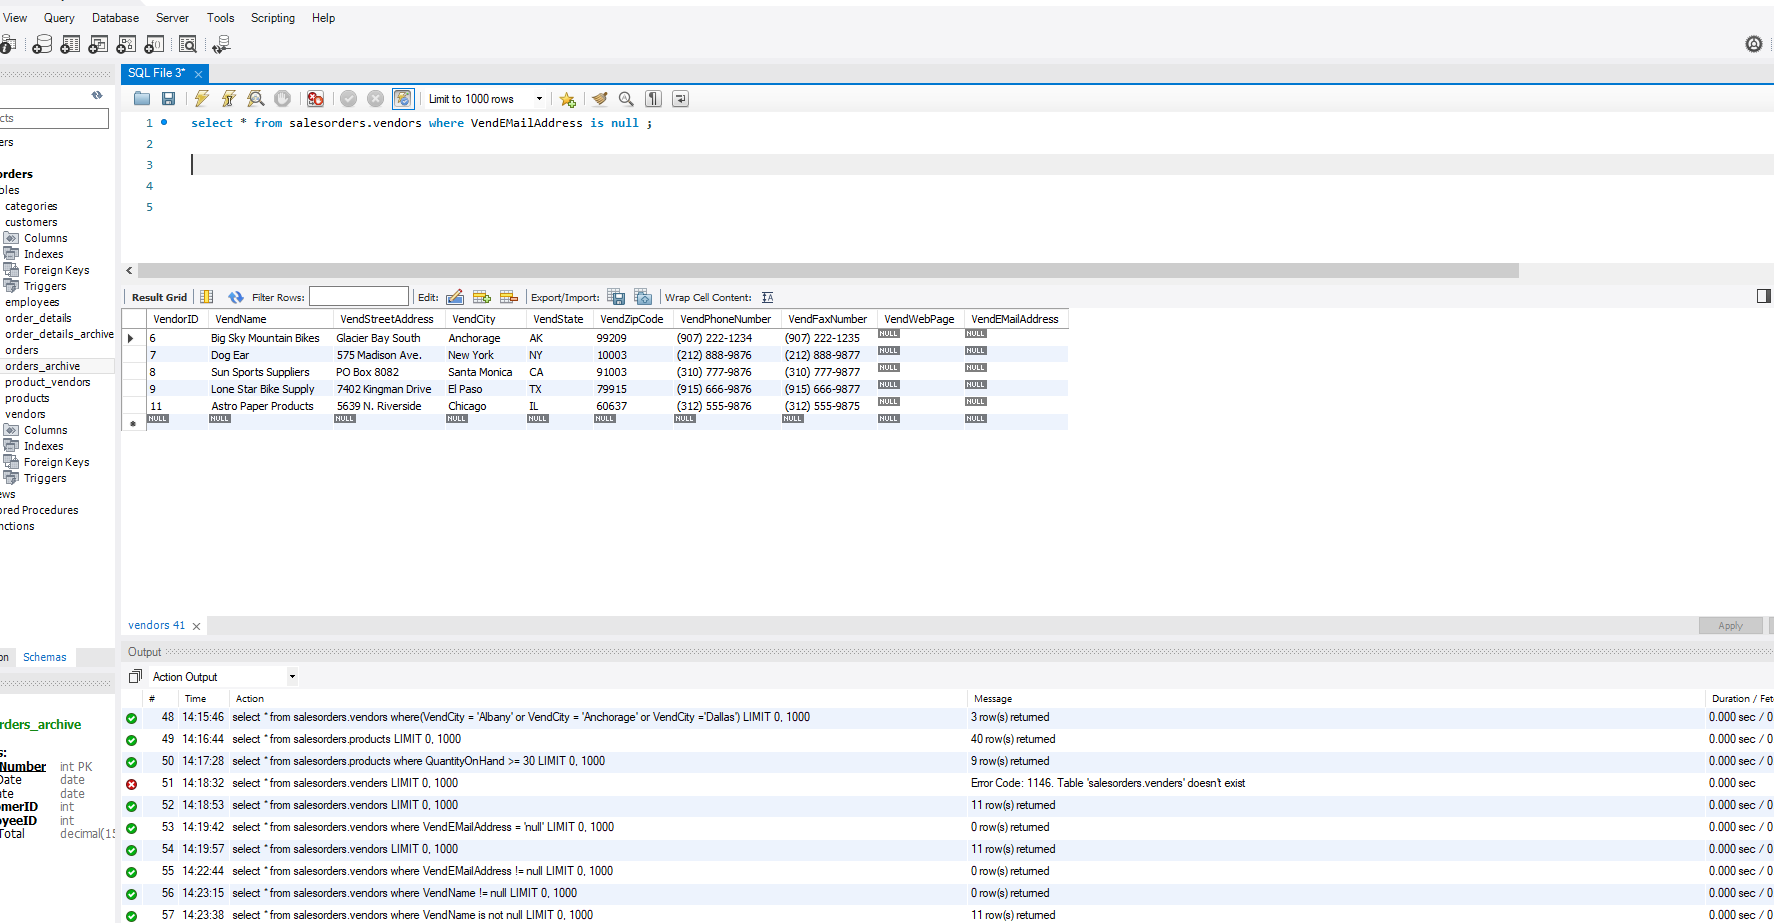 View Query Database Server Tools Scripting Help
SQL File 3*
Limit to 1000 rows
cts
1 select * from salesorders.vendors where VendEMailAddress is null ;
2
3
4
5
ers
orders
bles
categories
customers
Columns
Indexes
Foreign Keys
Triggers
employees
order_details
order_details_archive
orders
orders_archive
product_vendors
products
vendors
Columns
Indexes
Foreign Keys
Triggers
ews
ored Procedures
nctions
Result Grid Filter Rows: Edit: Export/Import: Wrap Cell Content:
VendorID VendName VendStreetAddress VendCity VendState VendZipCode VendPhoneNumber VendFaxNumber VendWebPage VendEMailAddress
6 Big Sky Mountain Bikes Glacier Bay South Anchorage AK 99209 (907) 222-1234 (907) 222-1235 NULL NULL
7 Dog Ear 575 Madison Ave. New York NY 10003 (212) 888-9876 (212) 888-9877 NULL NULL
8 Sun Sports Suppliers PO Box 8082 Santa Monica CA 91003 (310) 777-9876 (310) 777-9877 NULL NULL
9 Lone Star Bike Supply 7402 Kingman Drive El Paso TX 79915 (915) 666-9876 (915) 666-9877 NULL NULL
11 Astro Paper Products 5639 N. Riverside Chicago IL 60637 (312) 555-9876 (312) 555-9875 NULL NULL
NULL NULL NULL NULL NULL NULL NULL NULL NULL NULL
vendors 41
Apply
on Schemas
Output
Action Output
# Time Action Message Duration / Fet
48 14:15:46 select * from salesorders.vendors where(VendCity = 'Albany' or VendCity = 'Anchorage' or VendCity ='Dallas') LIMIT 0, 1000 3 row(s) returned 0.000 sec / 0
49 14:16:44 select * from salesorders.products LIMIT 0, 1000 40 row(s) returned 0.000 sec / 0
50 14:17:28 select * from salesorders.products where QuantityOnHand >= 30 LIMIT 0, 1000 9 row(s) returned 0.000 sec / 0
51 14:18:32 select * from salesorders.venders LIMIT 0, 1000 Error Code: 1146. Table 'salesorders.venders' doesn't exist 0.000 sec
52 14:18:53 select * from salesorders.vendors LIMIT 0, 1000 11 row(s) returned 0.000 sec / 0
53 14:19:42 select * from salesorders.vendors where VendEMailAddress = 'null' LIMIT 0, 1000 0 row(s) returned 0.000 sec / 0
54 14:19:57 select * from salesorders.vendors LIMIT 0, 1000 11 row(s) returned 0.000 sec / 0
55 14:22:44 select * from salesorders.vendors where VendEMailAddress != null LIMIT 0, 1000 0 row(s) returned 0.000 sec / 0
56 14:23:15 select * from salesorders.vendors where VendName != null LIMIT 0, 1000 0 row(s) returned 0.000 sec / 0
57 14:23:38 select * from salesorders.vendors where VendName is not null LIMIT 0, 1000 11 row(s) returned 0.000 sec / 0
rders_archive
s:
Number int PK
Date date
ate date
omerID int
oyeeID int
Total decimal(15